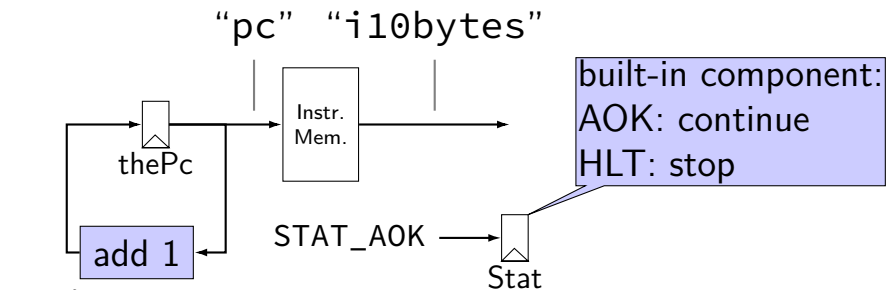 “pc” “i10bytes”
built-in component:
AOK: continue
HLT: stop
Instr.
Mem.
thePc
add 1
STAT_AOK
Stat